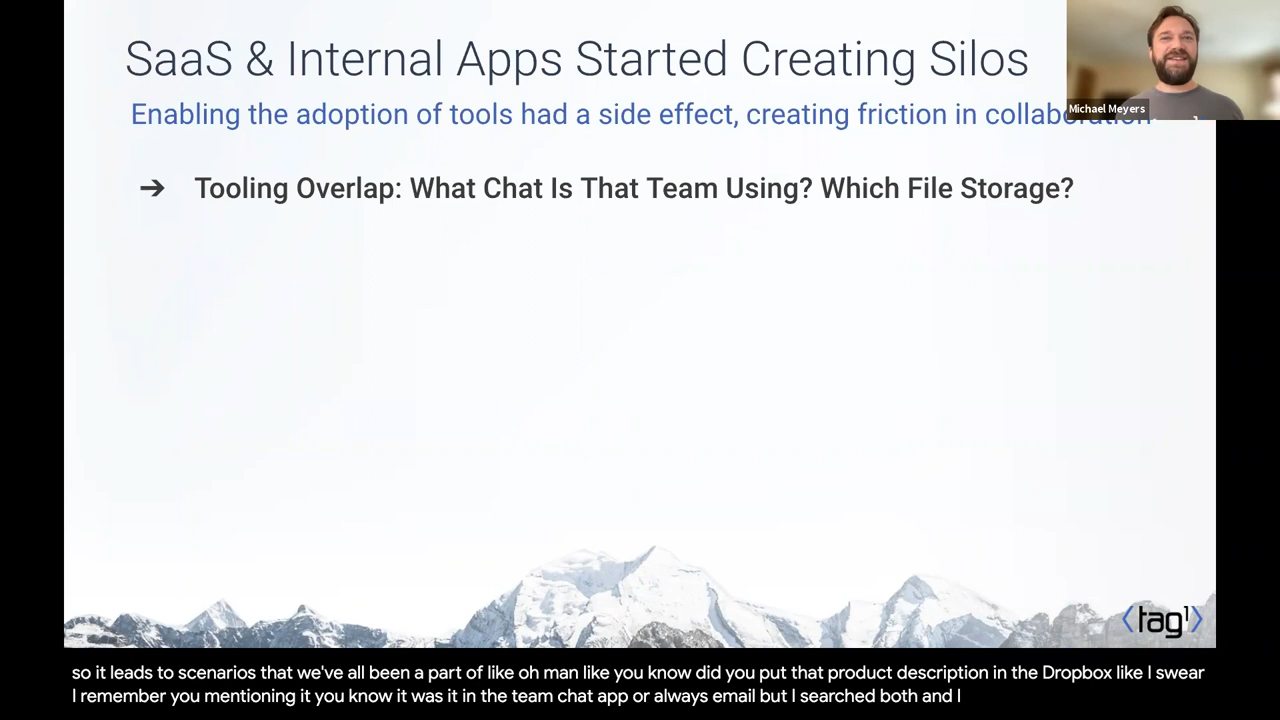 SaaS & Internal Apps Started Creating Silos
Enabling the adoption of tools had a side effect, creating friction in collaboration
Michael Meyers
➔ Tooling Overlap: What Chat Is That Team Using? Which File Storage?
⟨tag1⟩
so it leads to scenarios that we've all been a part of like oh man like you know did you put that product description in the Dropbox like I swear
I remember you mentioning it you know it was it in the team chat app or always email but I searched both and I